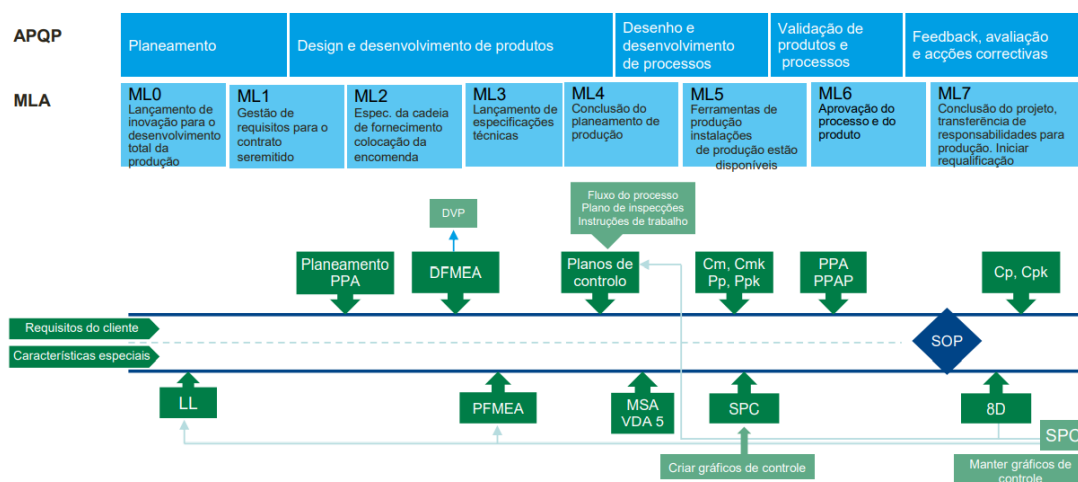 APQP
Planeamento
Design e desenvolvimento de produtos
Desenho e
desenvolvimento
de processos
Validação de
produtos e
processos
Feedback, avaliação
e acções correctivas
MLA
ML0
Lançamento de
inovação para o
desenvolvimento
total da
produção
ML1
Gestão de
requisitos para o
contrato
seremitido
ML2
Espec. da cadeia
de fornecimento
colocação da
encomenda
ML3
Lançamento de
especificações
técnicas
ML4
Conclusão do
planeamento de
produção
ML5
Ferramentas de
produção
instalações
de produção estão
disponíveis
ML6
Aprovação do
processo e do
produto
ML7
Conclusão do projeto,
transferência de
responsabilidades para
produção. Iniciar
requalificação
DVP
Fluxo do processo
Plano de inspecções
Instruções de trabalho
Planeamento
PPA
DFMEA
Planos de
controlo
Cm, Cmk
Pp, Ppk
PPA
PPAP
Cp, Cpk
Requisitos do cliente
Características especiais
SOP
LL
PFMEA
MSA
VDA 5
SPC
8D
SPC
Criar gráficos de controle
Manter gráficos de
controle